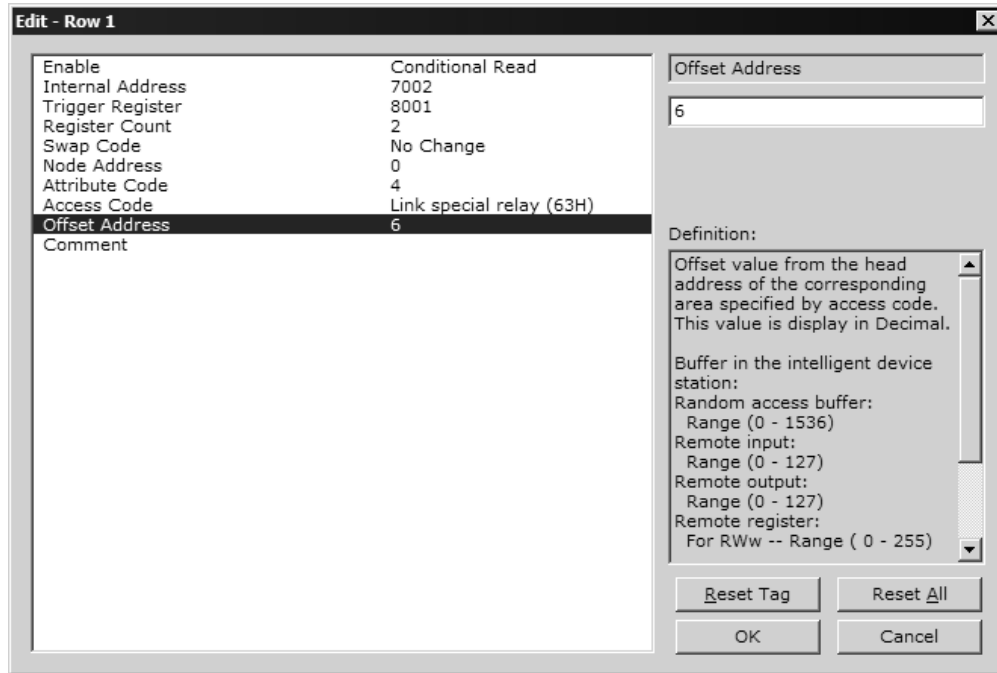 Edit - Row 1
Enable Conditional Read
Internal Address 7002
Trigger Register 8001
Register Count 2
Swap Code No Change
Node Address 0
Attribute Code 4
Access Code Link special relay (63H)
Offset Address 6
Comment
Offset Address
6
Definition:
Offset value from the head
address of the corresponding
area specified by access code.
This value is display in Decimal.
Buffer in the intelligent device
station:
Random access buffer:
Range (0 - 1536)
Remote input:
Range (0 - 127)
Remote output:
Range (0 - 127)
Remote register:
For RWw -- Range ( 0 - 255)
Reset Tag Reset All
OK Cancel